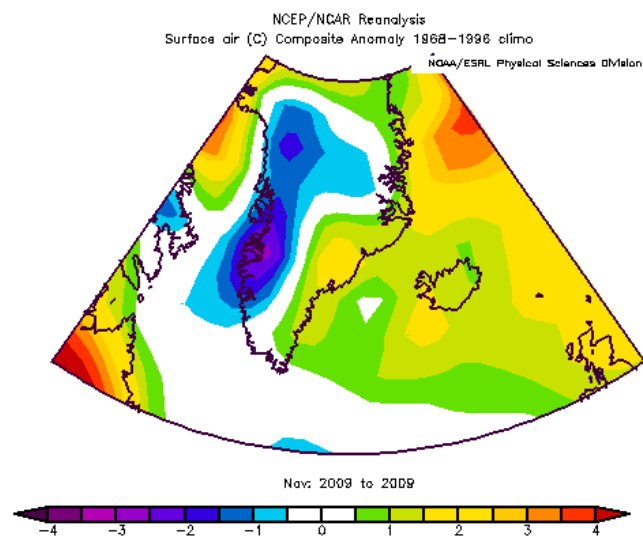 NCEP/NCAR Reanalysis
Surface air (C) Composite Anomaly 1968-1996 climo
NOAA/ESRL Physical Sciences Division
Nov: 2009 to 2009
-4 -3 -2 -1 0 1 2 3 4